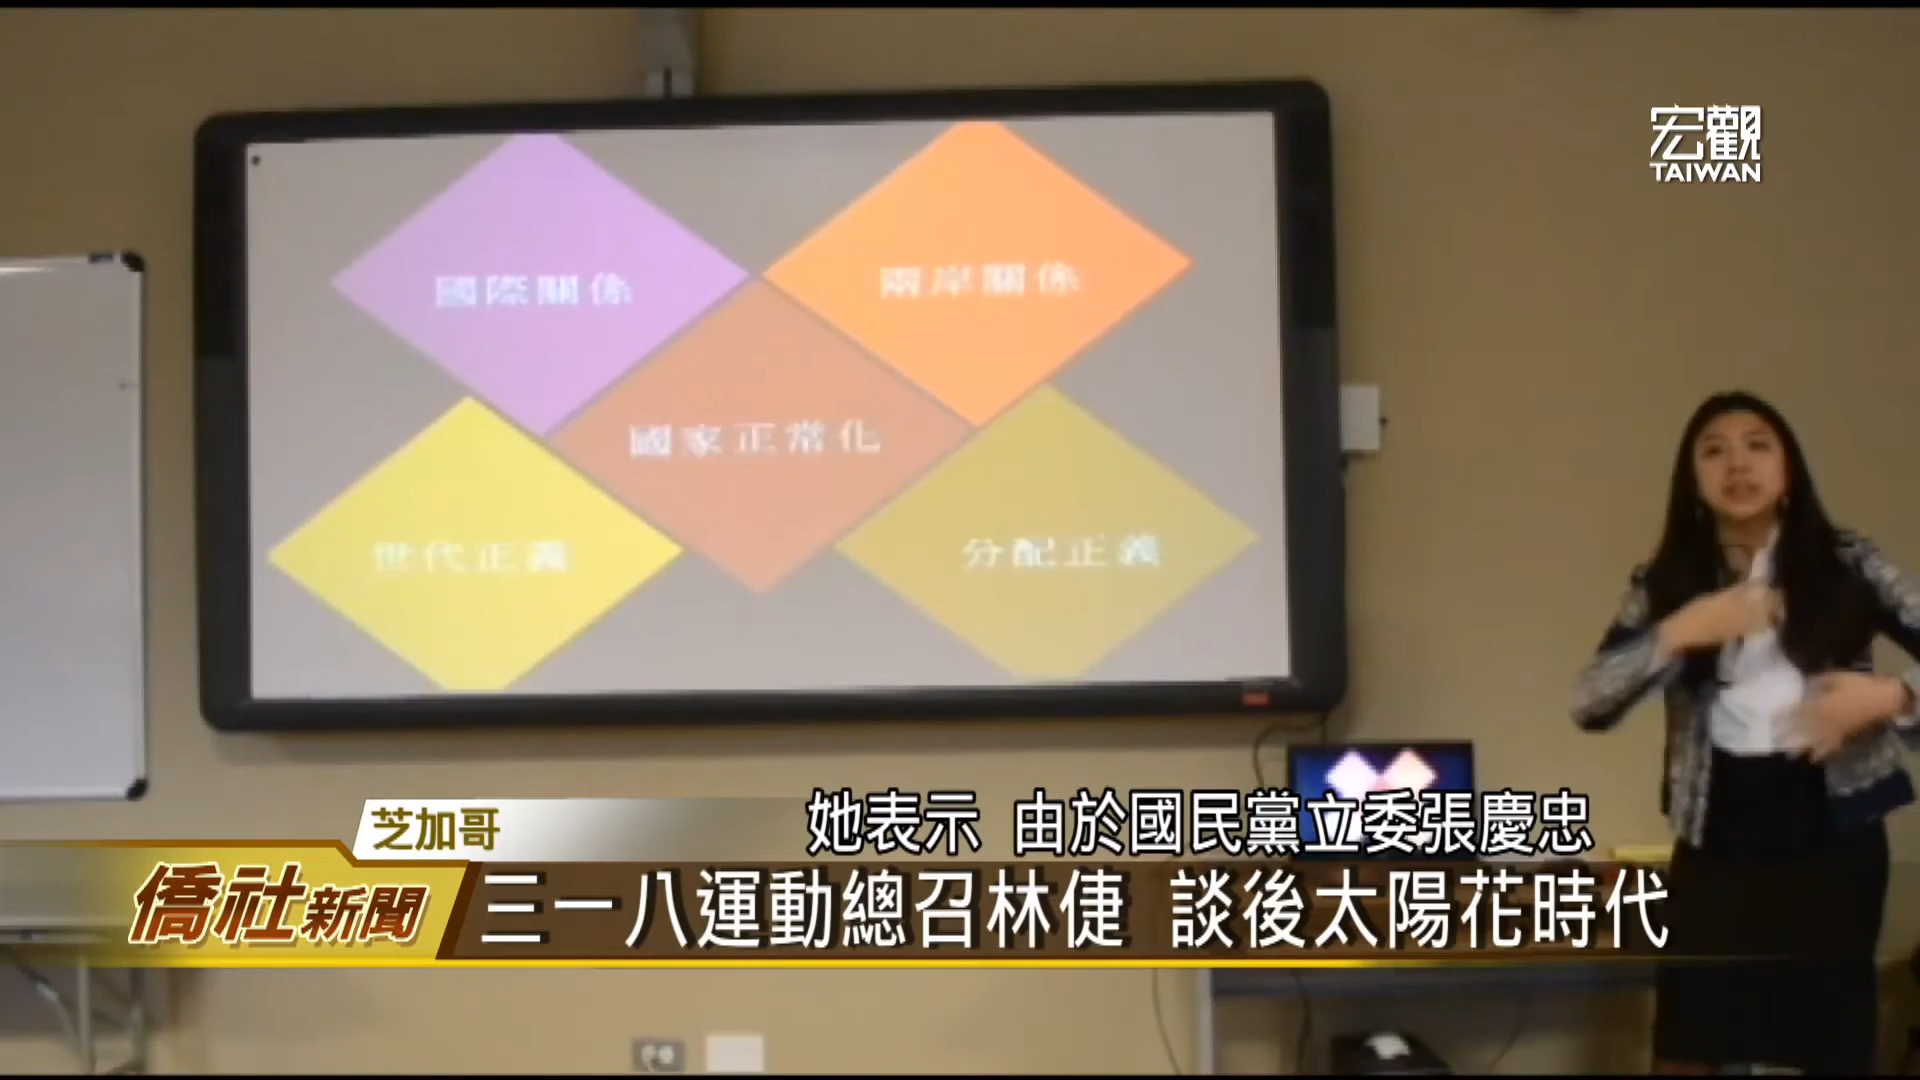 宏觀
TAIWAN
國際關係
兩岸關係
國家正常化
世代正義
分配正義
芝加哥
她表示 由於國民黨立委張慶忠
僑社新聞
三一八運動總召林倢 談後太陽花時代